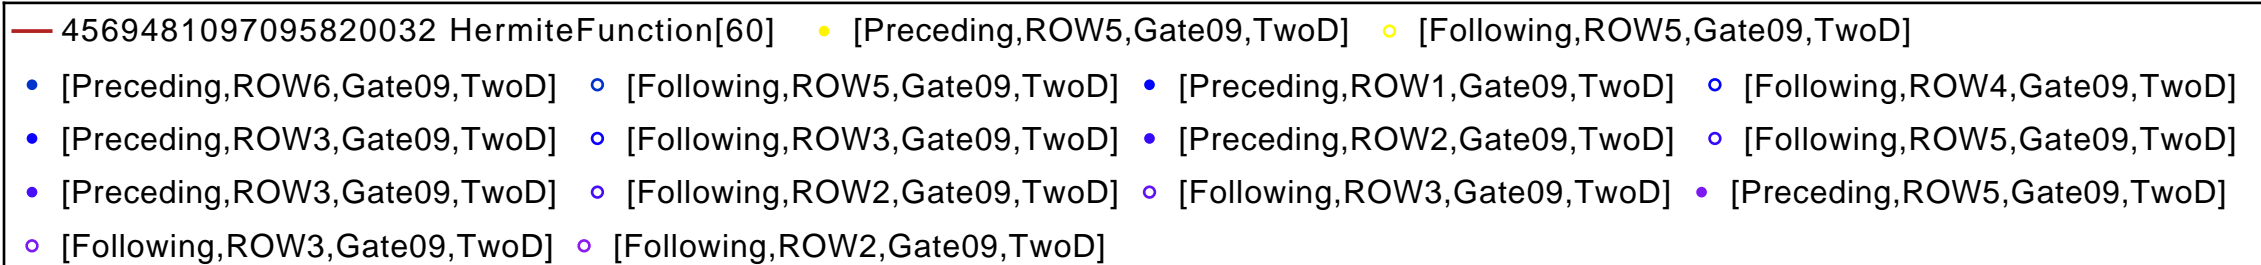 4569481097095820032 HermiteFunction[60] [Preceding,ROW5,Gate09,TwoD] [Following,ROW5,Gate09,TwoD]
[Preceding,ROW6,Gate09,TwoD] [Following,ROW5,Gate09,TwoD] [Preceding,ROW1,Gate09,TwoD] [Following,ROW4,Gate09,TwoD]
[Preceding,ROW3,Gate09,TwoD] [Following,ROW3,Gate09,TwoD] [Preceding,ROW2,Gate09,TwoD] [Following,ROW5,Gate09,TwoD]
[Preceding,ROW3,Gate09,TwoD] [Following,ROW2,Gate09,TwoD] [Following,ROW3,Gate09,TwoD] [Preceding,ROW5,Gate09,TwoD]
[Following,ROW3,Gate09,TwoD] [Following,ROW2,Gate09,TwoD]